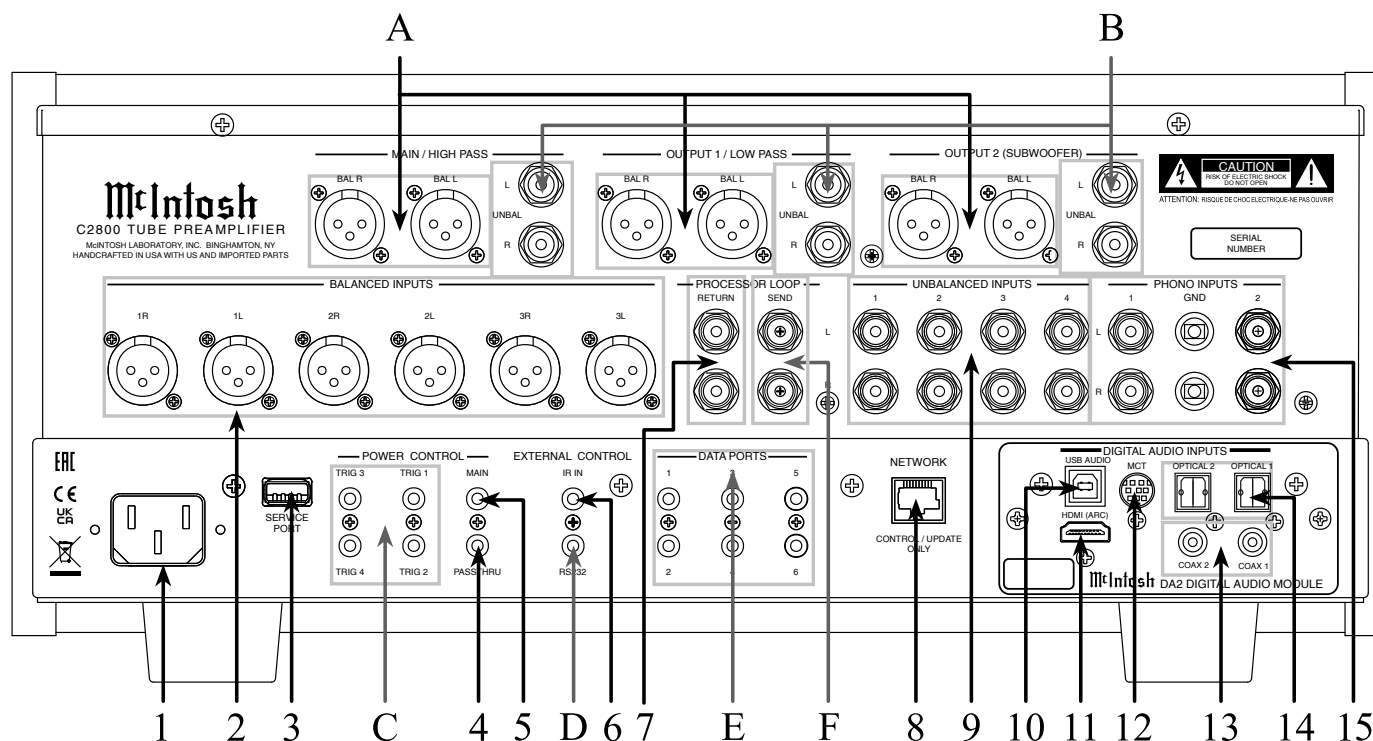 A B
MAIN / HIGH PASS OUTPUT 1 / LOW PASS OUTPUT 2 (SUBWOOFER)
BAL R BAL L L BAL R BAL L L BAL R BAL L L
UNBAL UNBAL UNBAL
R R R
McIntosh
C2800 TUBE PREAMPLIFIER
McINTOSH LABORATORY, INC. BINGHAMTON, NY
HANDCRAFTED IN USA WITH US AND IMPORTED PARTS
CAUTION
RISK OF ELECTRIC SHOCK
DO NOT OPEN
ATTENTION: RISQUE DE CHOC ELECTRIQUE-NE PAS OUVRIR
SERIAL
NUMBER
BALANCED INPUTS PROCESSOR LOOP UNBALANCED INPUTS PHONO INPUTS
1R 1L 2R 2L 3R 3L RETURN SEND 1 2 3 4 1 GND 2
L L
R R
POWER CONTROL EXTERNAL CONTROL DATA PORTS
TRIG 3 TRIG 1 MAIN IR IN 1 3 5
TRIG 4 TRIG 2 PASSTHRU RS232 2 4 6
EAC
CE
UK
CA
SERVICE
PORT
NETWORK
CONTROL / UPDATE
ONLY
DIGITAL AUDIO INPUTS
USB AUDIO MCT OPTICAL 2 OPTICAL 1
HDMI (ARC)
COAX 2 COAX 1
McIntosh DA2 DIGITAL AUDIO MODULE
1 2 3 C 4 5 D 6 7 E F 8 9 10 11 12 13 14 15